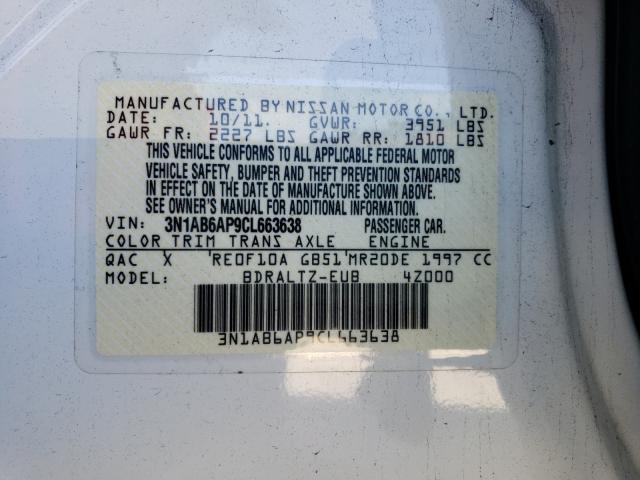 MANUFACTURED BY NISSAN MOTOR CO., LTD.
DATE: 10/11. GVWR: 3951 LBS
GAWR FR: 2227 LBS GAWR RR: 1810 LBS
THIS VEHICLE CONFORMS TO ALL APPLICABLE FEDERAL MOTOR
VEHICLE SAFETY, BUMPER AND THEFT PREVENTION STANDARDS
IN EFFECT ON THE DATE OF MANUFACTURE SHOWN ABOVE.
SEE OWNER'S MANUAL FOR ADDITIONAL INFORMATION.
VIN: 3N1AB6AP9CL663638 PASSENGER CAR.
COLOR TRIM TRANS AXLE ENGINE
QAC X 'RE0F10A GB51'MR20DE 1997 CC
MODEL: BDRALTZ-EUB 4Z000
3N1AB6AP9CL663638